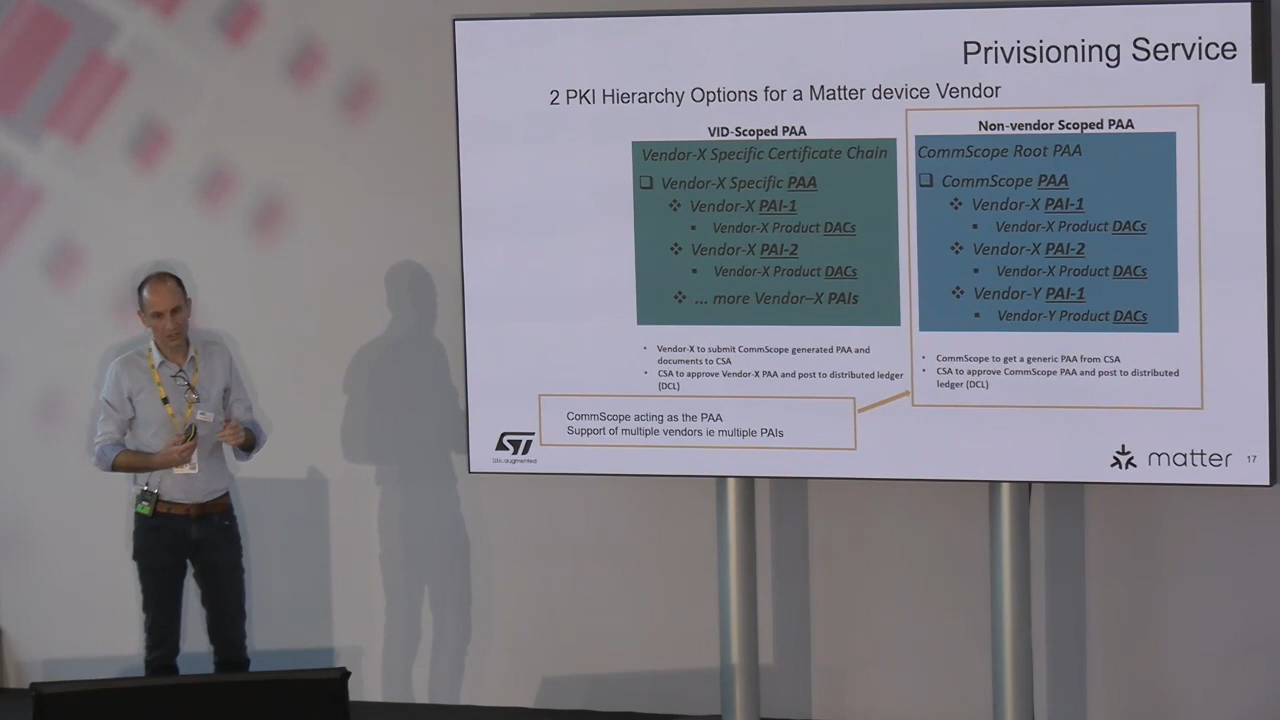 Privisioning Service
2 PKI Hierarchy Options for a Matter device Vendor
VID-Scoped PAA
Vendor-X Specific Certificate Chain
Vendor-X Specific PAA
Vendor-X PAI-1
Vendor-X Product DACs
Vendor-X PAI-2
Vendor-X Product DACs
... more Vendor–X PAIs
Vendor-X to submit CommScope generated PAA and
documents to CSA
CSA to approve Vendor-X PAA and post to distributed ledger
(DCL)
Non-vendor Scoped PAA
CommScope Root PAA
CommScope PAA
Vendor-X PAI-1
Vendor-X Product DACs
Vendor-X PAI-2
Vendor-X Product DACs
Vendor-Y PAI-1
Vendor-Y Product DACs
CommScope to get a generic PAA from CSA
CSA to approve CommScope PAA and post to distributed
ledger (DCL)
CommScope acting as the PAA
Support of multiple vendors ie multiple PAIs
ST
life.augmented
matter
17